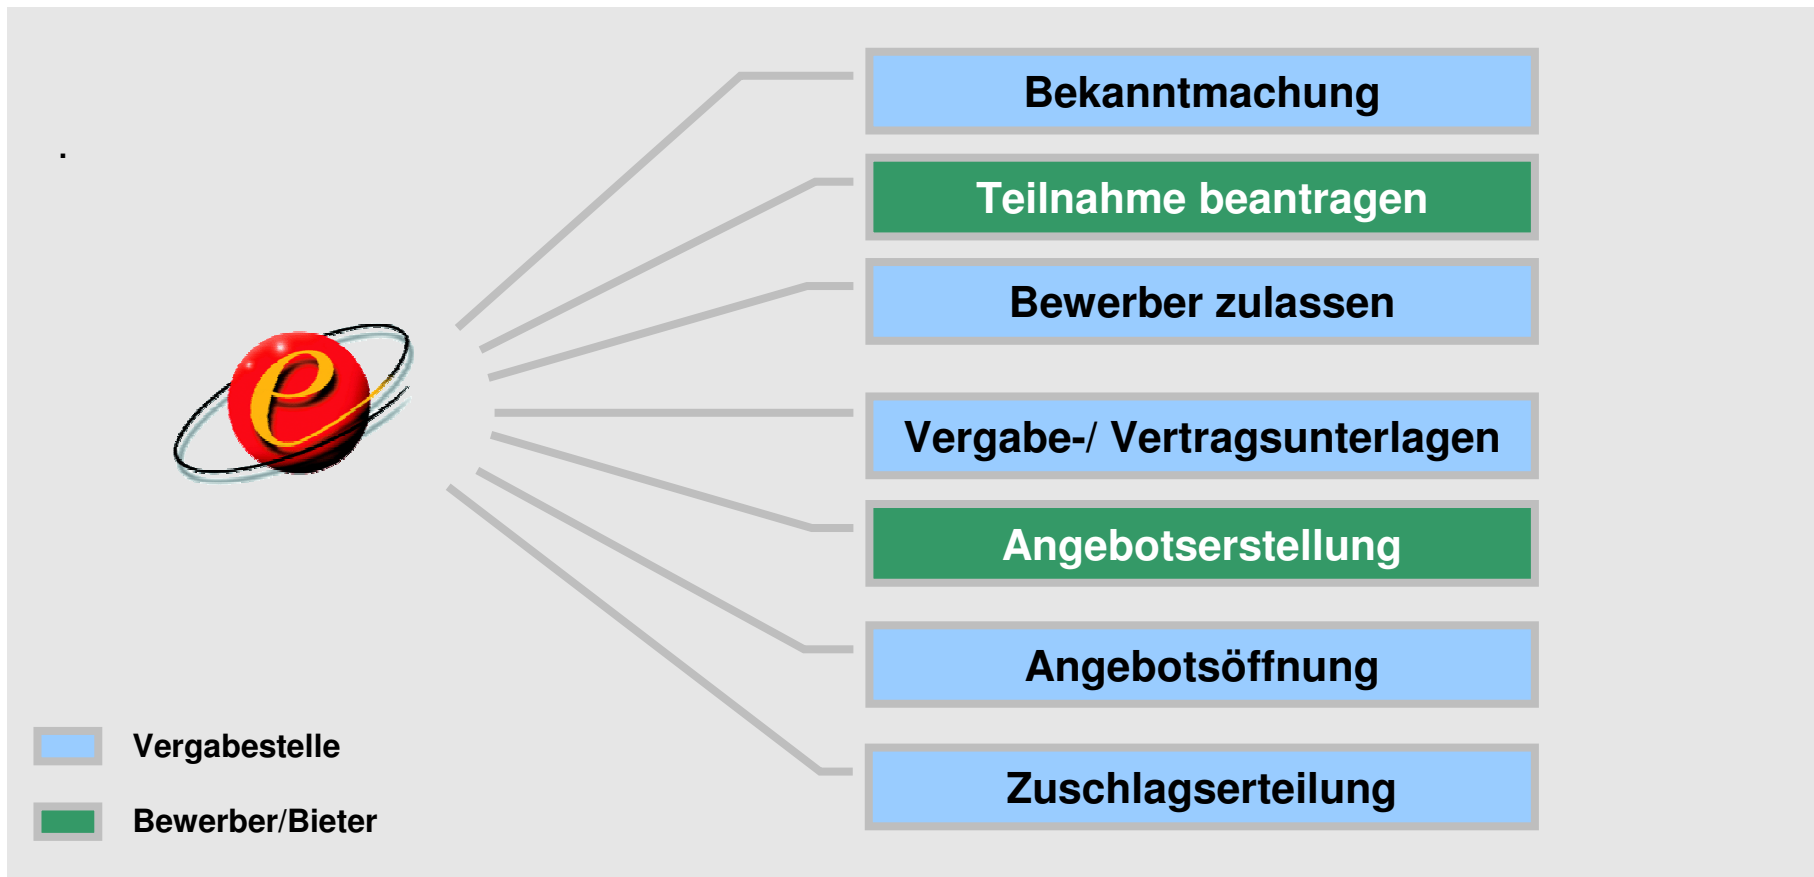 Bekanntmachung
.
Teilnahme beantragen
Bewerber zulassen
e
Vergabe-/ Vertragsunterlagen
Angebotserstellung
Angebotsöffnung
Zuschlagserteilung
Vergabestelle
Bewerber/Bieter